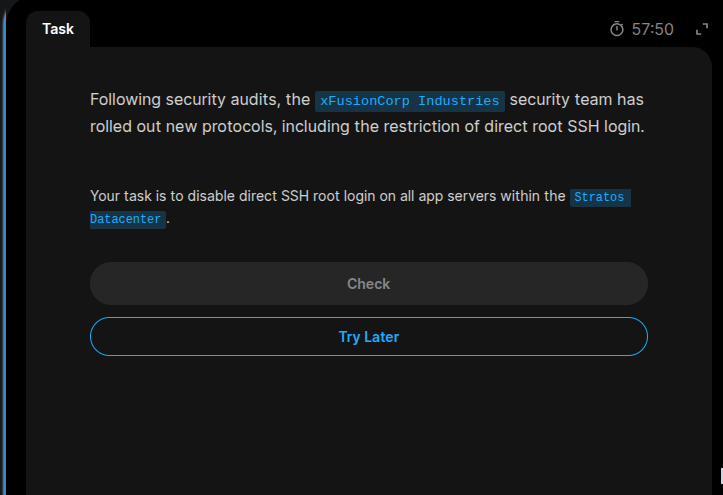 Task
57:50
Following security audits, the xFusionCorp Industries security team has
rolled out new protocols, including the restriction of direct root SSH login.
Your task is to disable direct SSH root login on all app servers within the Stratos
Datacenter.
Check
Try Later